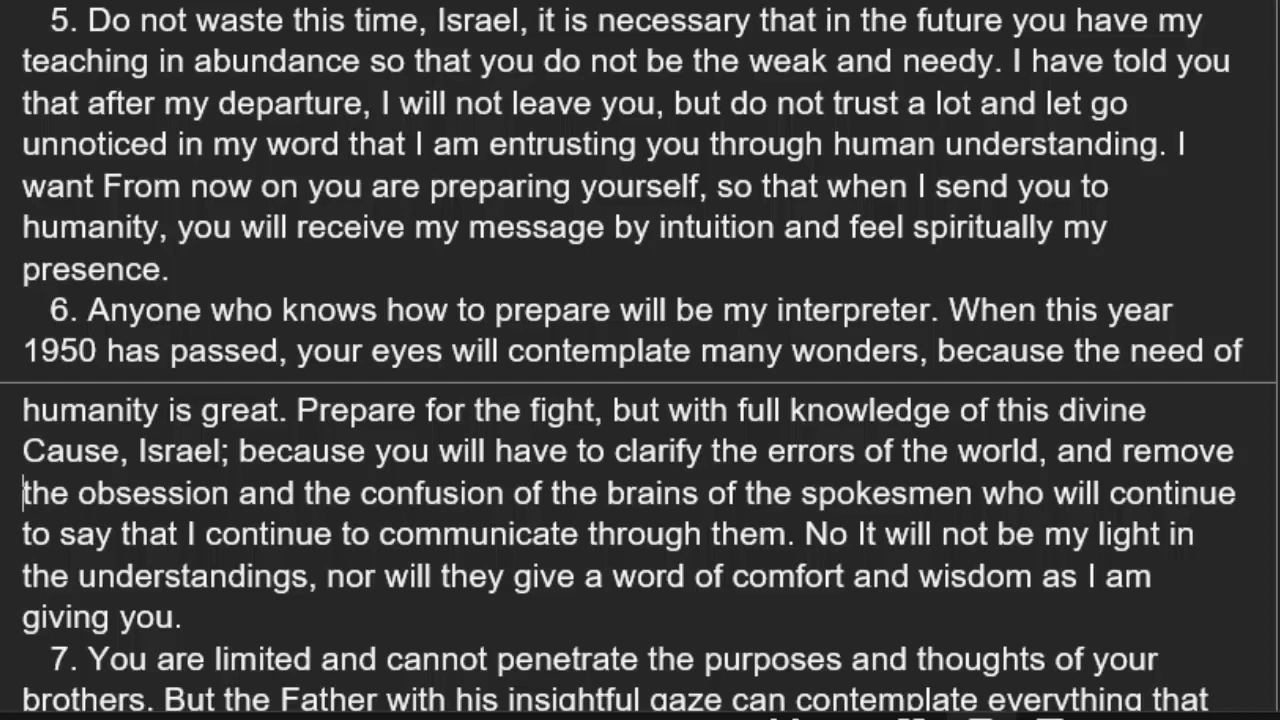 5. Do not waste this time, Israel, it is necessary that in the future you have my
teaching in abundance so that you do not be the weak and needy. I have told you
that after my departure, I will not leave you, but do not trust a lot and let go
unnoticed in my word that I am entrusting you through human understanding. I
want From now on you are preparing yourself, so that when I send you to
humanity, you will receive my message by intuition and feel spiritually my
presence.
6. Anyone who knows how to prepare will be my interpreter. When this year
1950 has passed, your eyes will contemplate many wonders, because the need of
humanity is great. Prepare for the fight, but with full knowledge of this divine
Cause, Israel; because you will have to clarify the errors of the world, and remove
the obsession and the confusion of the brains of the spokesmen who will continue
to say that I continue to communicate through them. No It will not be my light in
the understandings, nor will they give a word of comfort and wisdom as I am
giving you.
7. You are limited and cannot penetrate the purposes and thoughts of your
brothers. But the Father with his insightful gaze can contemplate everything that